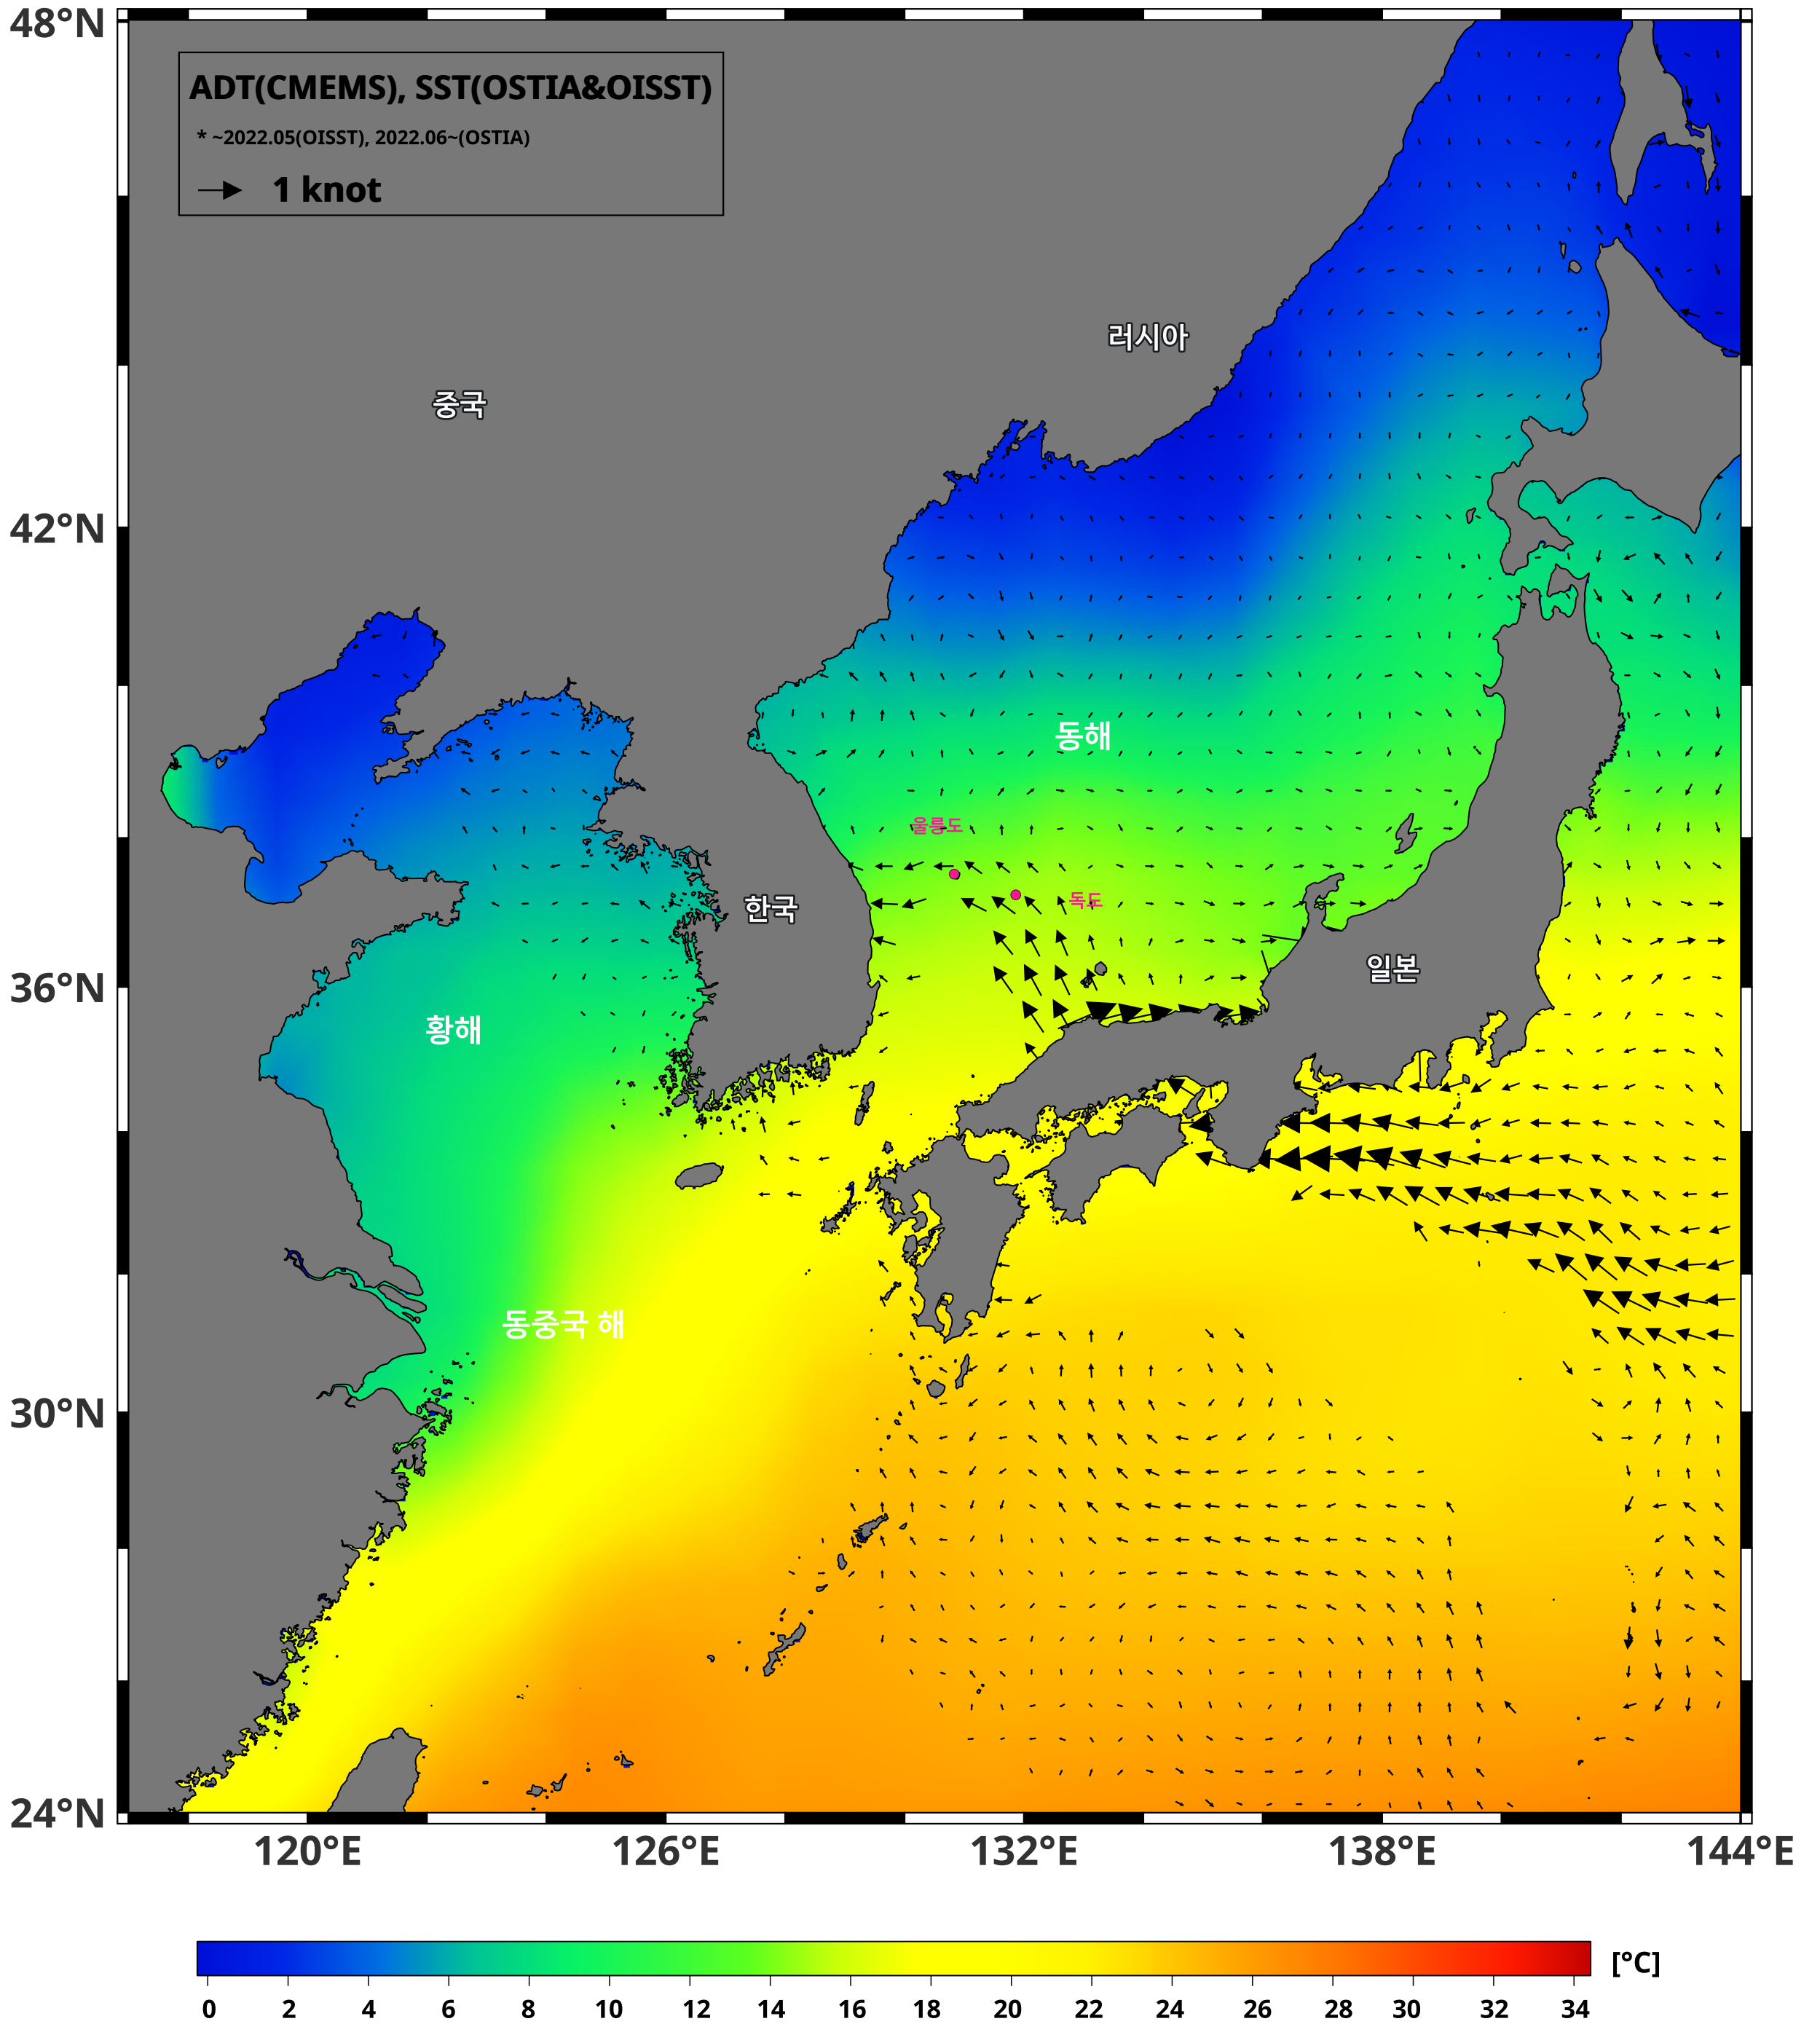 48°N
ADT(CMEMS), SST(OSTIA&OISST)
* ~2022.05(OISST), 2022.06~(OSTIA)
1 knot
러시아
중국
42°N
동해
울릉도
독도
한국
일본
36°N
황해
동중국 해
30°N
24°N
120°E 126°E 132°E 138°E 144°E
[°C]
0 2 4 6 8 10 12 14 16 18 20 22 24 26 28 30 32 34